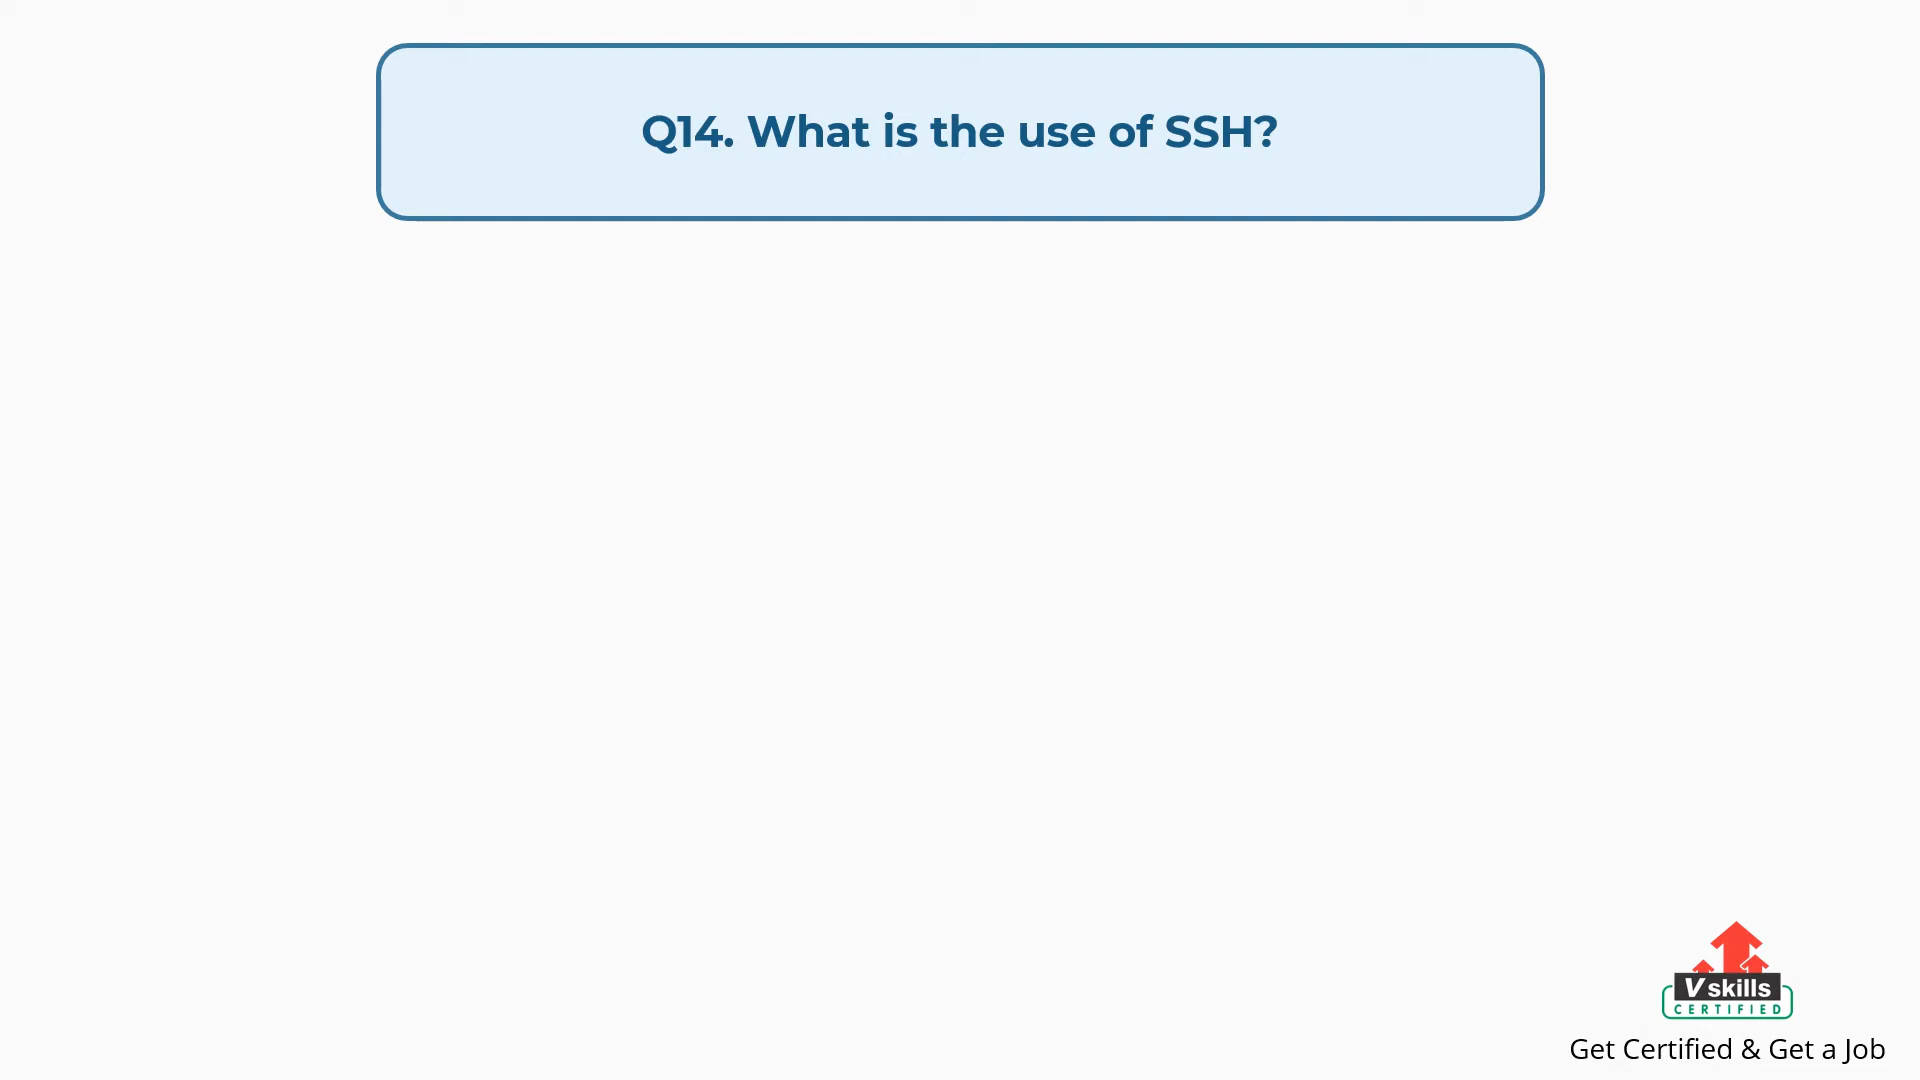 Q14. What is the use of SSH?
Vskills
CERTIFIED
Get Certified & Get a Job